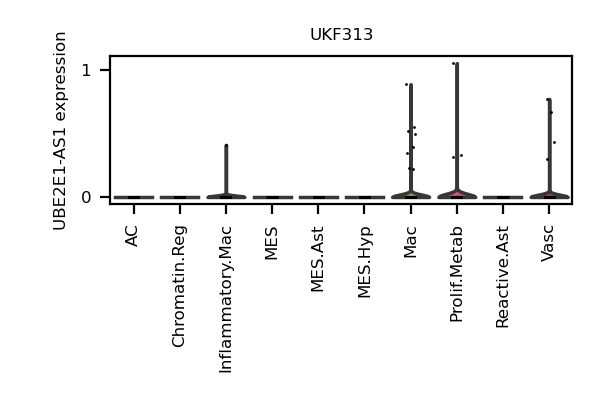 UKF313
UBE2E1-AS1 expression
1
0
AC
Chromatin.Reg
Inflammatory.Mac
MES
MES.Ast
MES.Hyp
Mac
Prolif.Metab
Reactive.Ast
Vasc